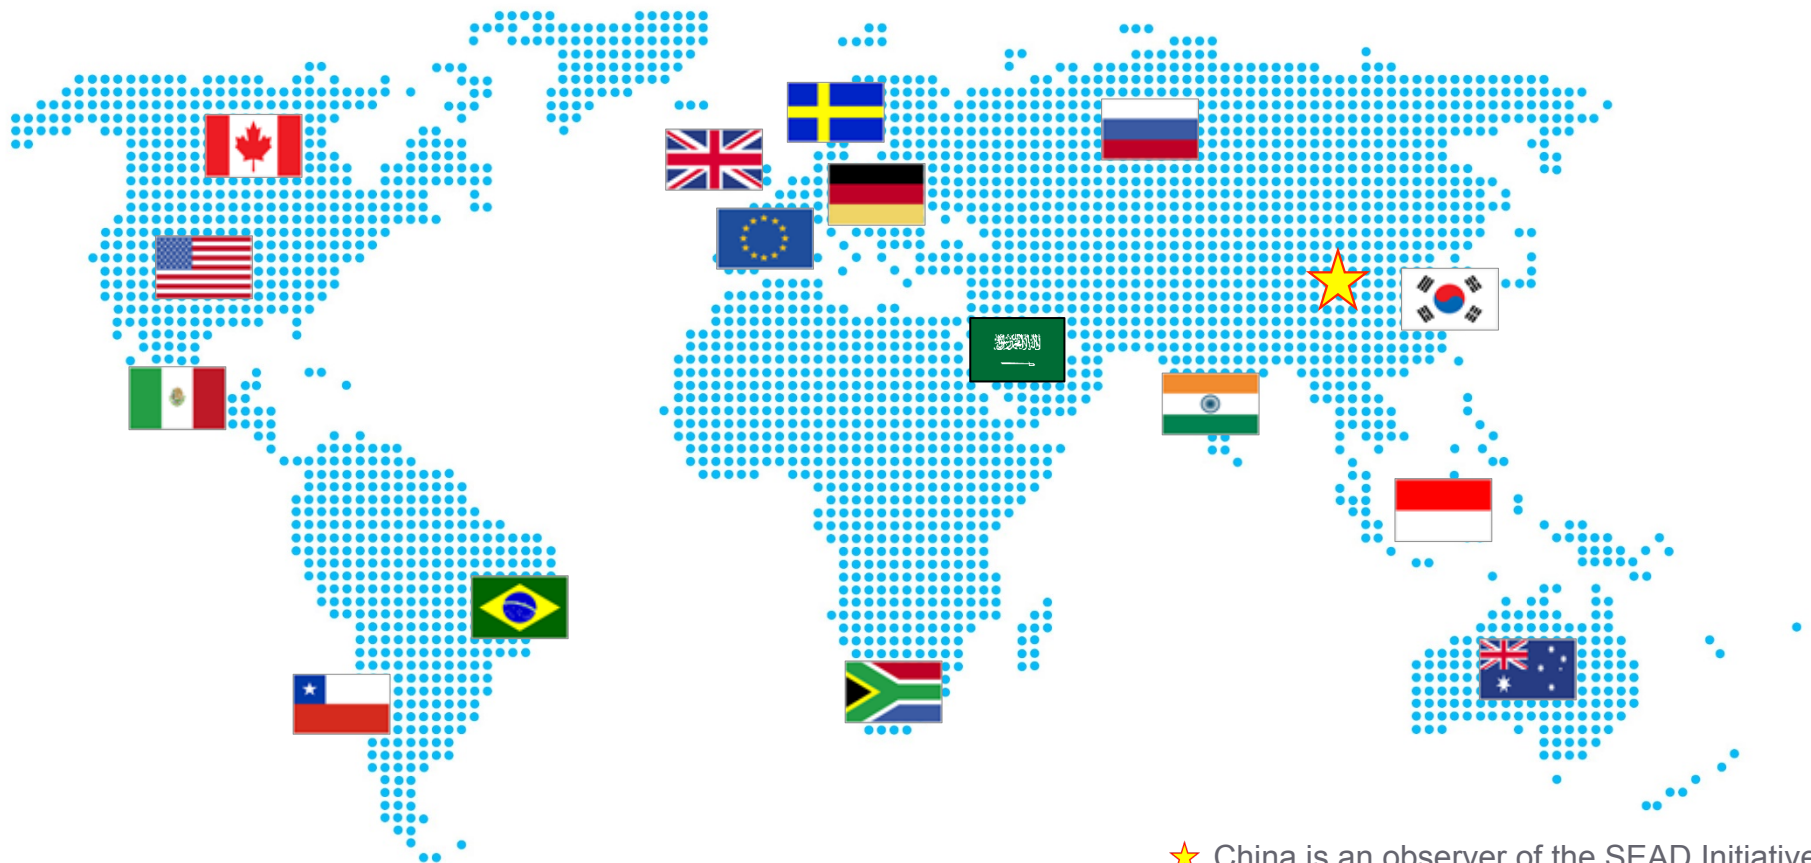 China is an observer of the SEAD Initiative